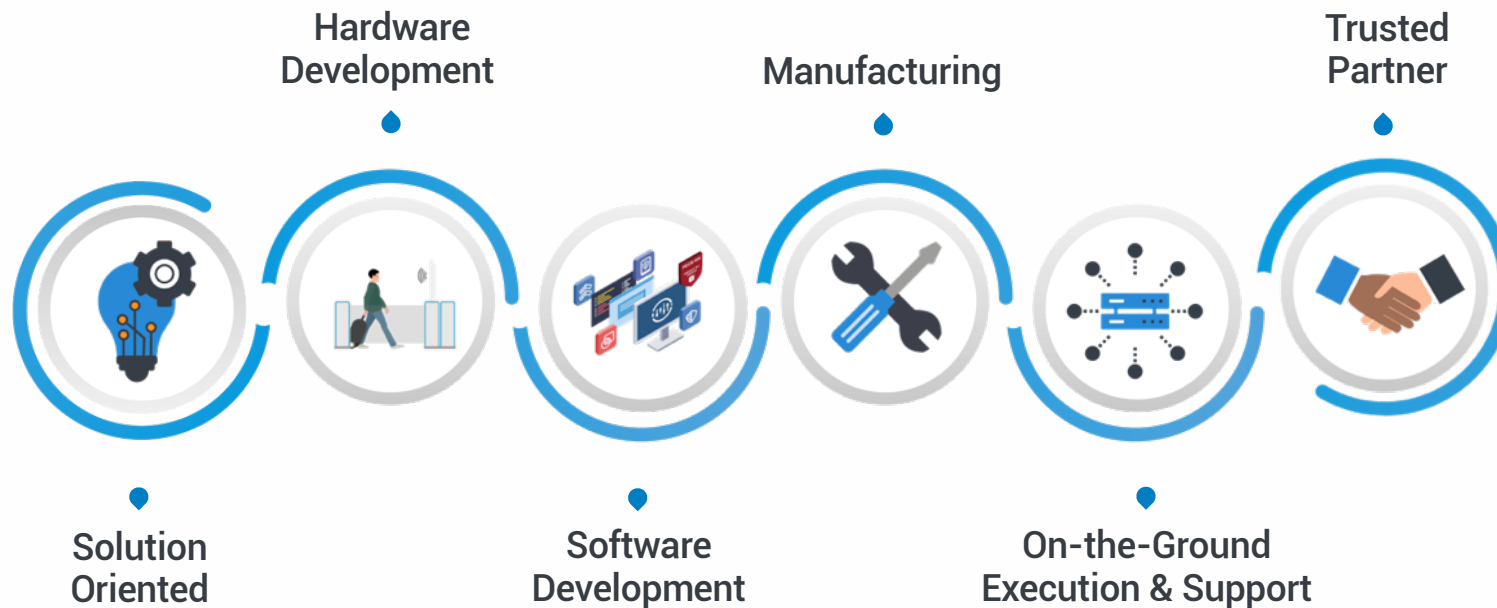 Solution
Oriented
Hardware
Development
Software
Development
Manufacturing
On-the-Ground
Execution & Support
Trusted
Partner